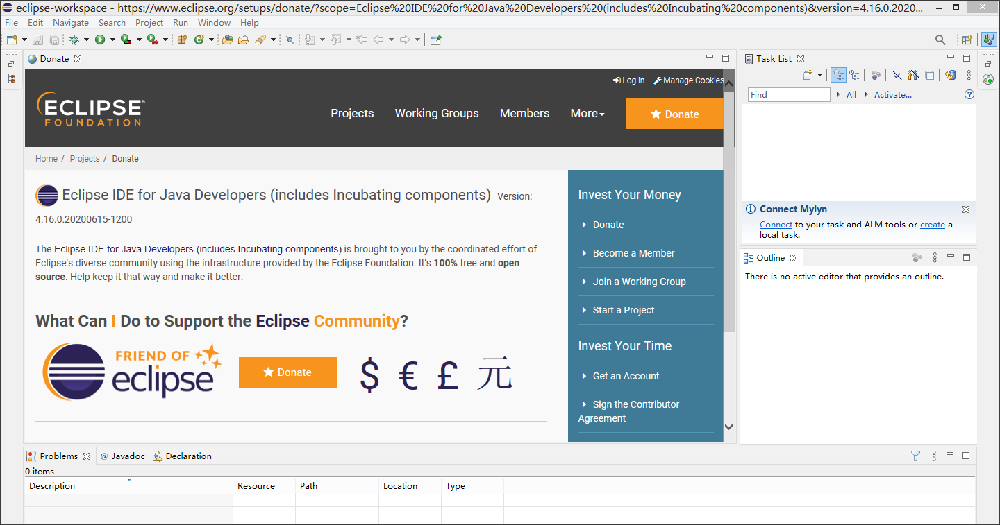 eclipse-workspace - https://www.eclipse.org/setups/donate/?scope=Eclipse%20IDE%20for%20Java%20Developers%20(includes%20Incubating%20components)&version=4.16.0.2020...
File Edit Navigate Search Project Run Window Help
Donate
Log in Manage Cookies
ECLIPSE®
FOUNDATION
Projects Working Groups Members More Donate
Home / Projects / Donate
Eclipse IDE for Java Developers (includes Incubating components) Version:
4.16.0.20200615-1200
The Eclipse IDE for Java Developers (includes Incubating components) is brought to you by the coordinated effort of
Eclipse's diverse community using the infrastructure provided by the Eclipse Foundation. It's 100% free and open
source. Help keep it that way and make it better.
What Can I Do to Support the Eclipse Community?
FRIEND OF
eclipse
Donate
$ € £ 元
Invest Your Money
Donate
Become a Member
Join a Working Group
Start a Project
Invest Your Time
Get an Account
Sign the Contributor
Agreement
Task List
Find All Activate...
Connect Mylyn
Connect to your task and ALM tools or create a
local task.
Outline
There is no active editor that provides an outline.
Problems @ Javadoc Declaration
0 items
Description Resource Path Location Type